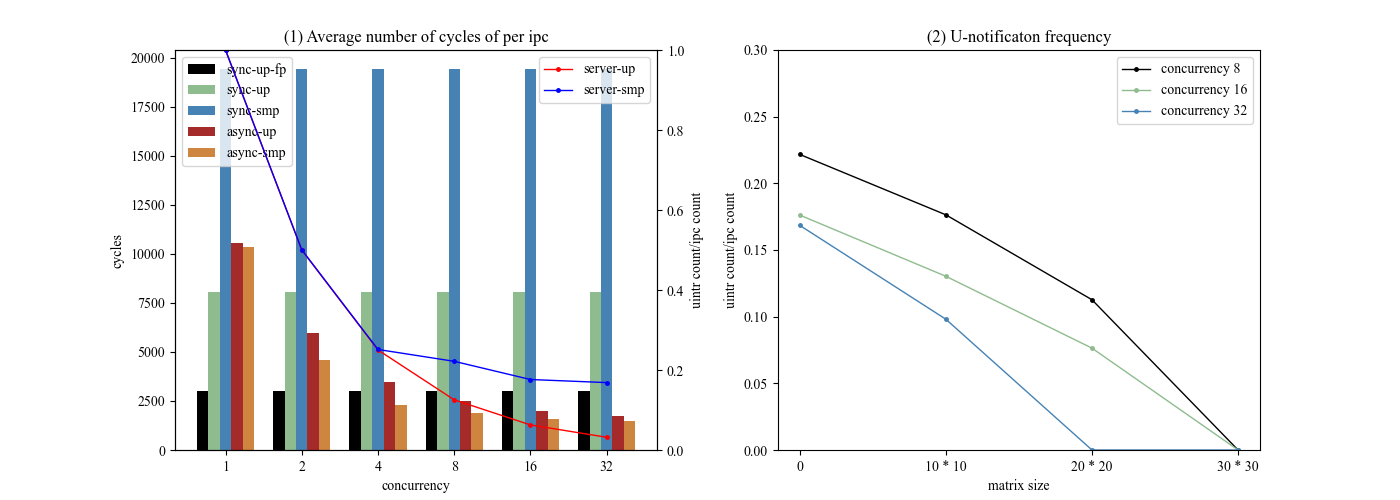 (1) Average number of cycles of per ipc
20000
17500
15000
12500
10000
7500
5000
2500
0
cycles
sync-up-fp
sync-up
sync-smp
async-up
async-smp
server-up
server-smp
1.0
0.8
0.6
0.4
0.2
0.0
uintr count/ipc count
1 2 4 8 16 32
concurrency
(2) U-notificaton frequency
0.30
0.25
0.20
0.15
0.10
0.05
0.00
uintr count/ipc count
concurrency 8
concurrency 16
concurrency 32
0 10 * 10 20 * 20 30 * 30
matrix size